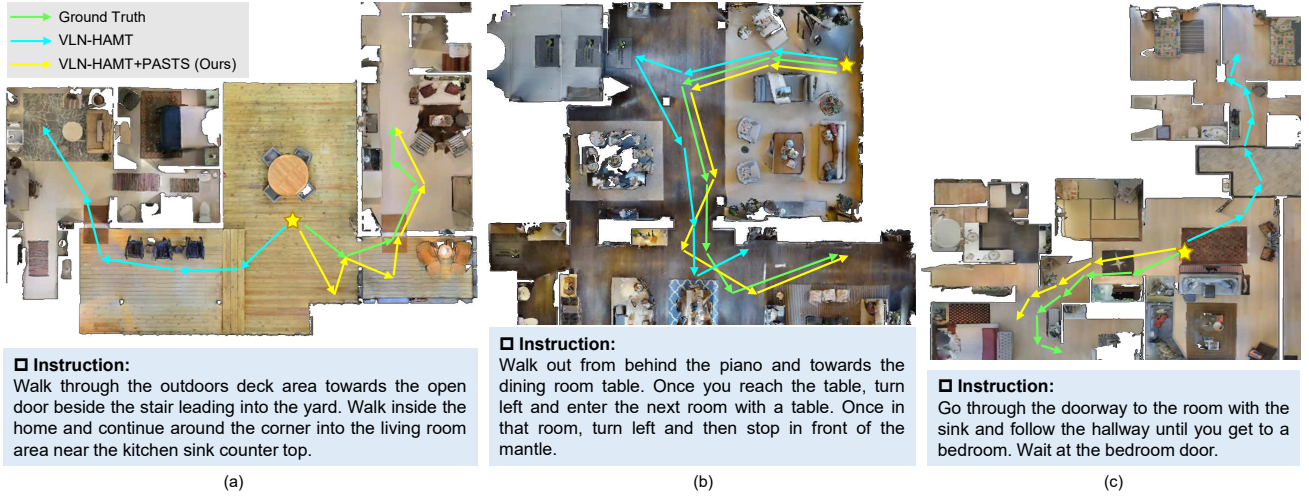 Ground Truth
VLN-HAMT
VLN-HAMT+PASTS (Ours)
Instruction:
Walk through the outdoors deck area towards the open
door beside the stair leading into the yard. Walk inside the
home and continue around the corner into the living room
area near the kitchen sink counter top.
(a)
Instruction:
Walk out from behind the piano and towards the
dining room table. Once you reach the table, turn
left and enter the next room with a table. Once in
that room, turn left and then stop in front of the
mantle.
(b)
Instruction:
Go through the doorway to the room with the
sink and follow the hallway until you get to a
bedroom. Wait at the bedroom door.
(c)